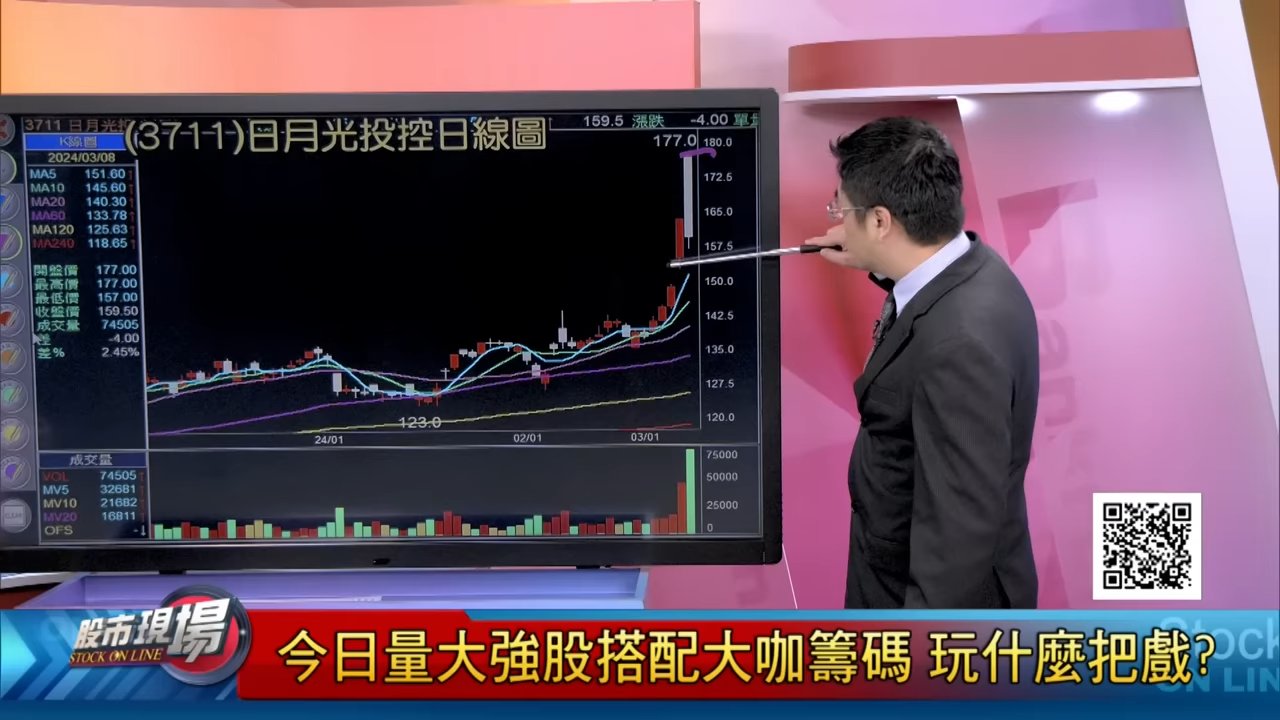 3711 日月光投
(3711)日月光投控日線圖
159.5 漲跌 -4.00 單量
K線圖
2024/03/08
MA5 151.60
MA10 145.60
MA20 140.30
MA60 133.78
MA120 125.63
MA240 118.65
開盤價 177.00
最高價 177.00
最低價 157.00
收盤價 159.50
成交量 74505
差 -4.00
差% 2.45%
177.0
180.0
172.5
165.0
157.5
150.0
142.5
135.0
127.5
120.0
123.0
24/01 02/01 03/01
成交量
VOL 74505
MV5 32681
MV10 21682
MV20 16811
OFS -
75000
50000
25000
0
股市現場
STOCK ON LINE
今日量大強股搭配大咖籌碼 玩什麼把戲?
Stock
ON LIN